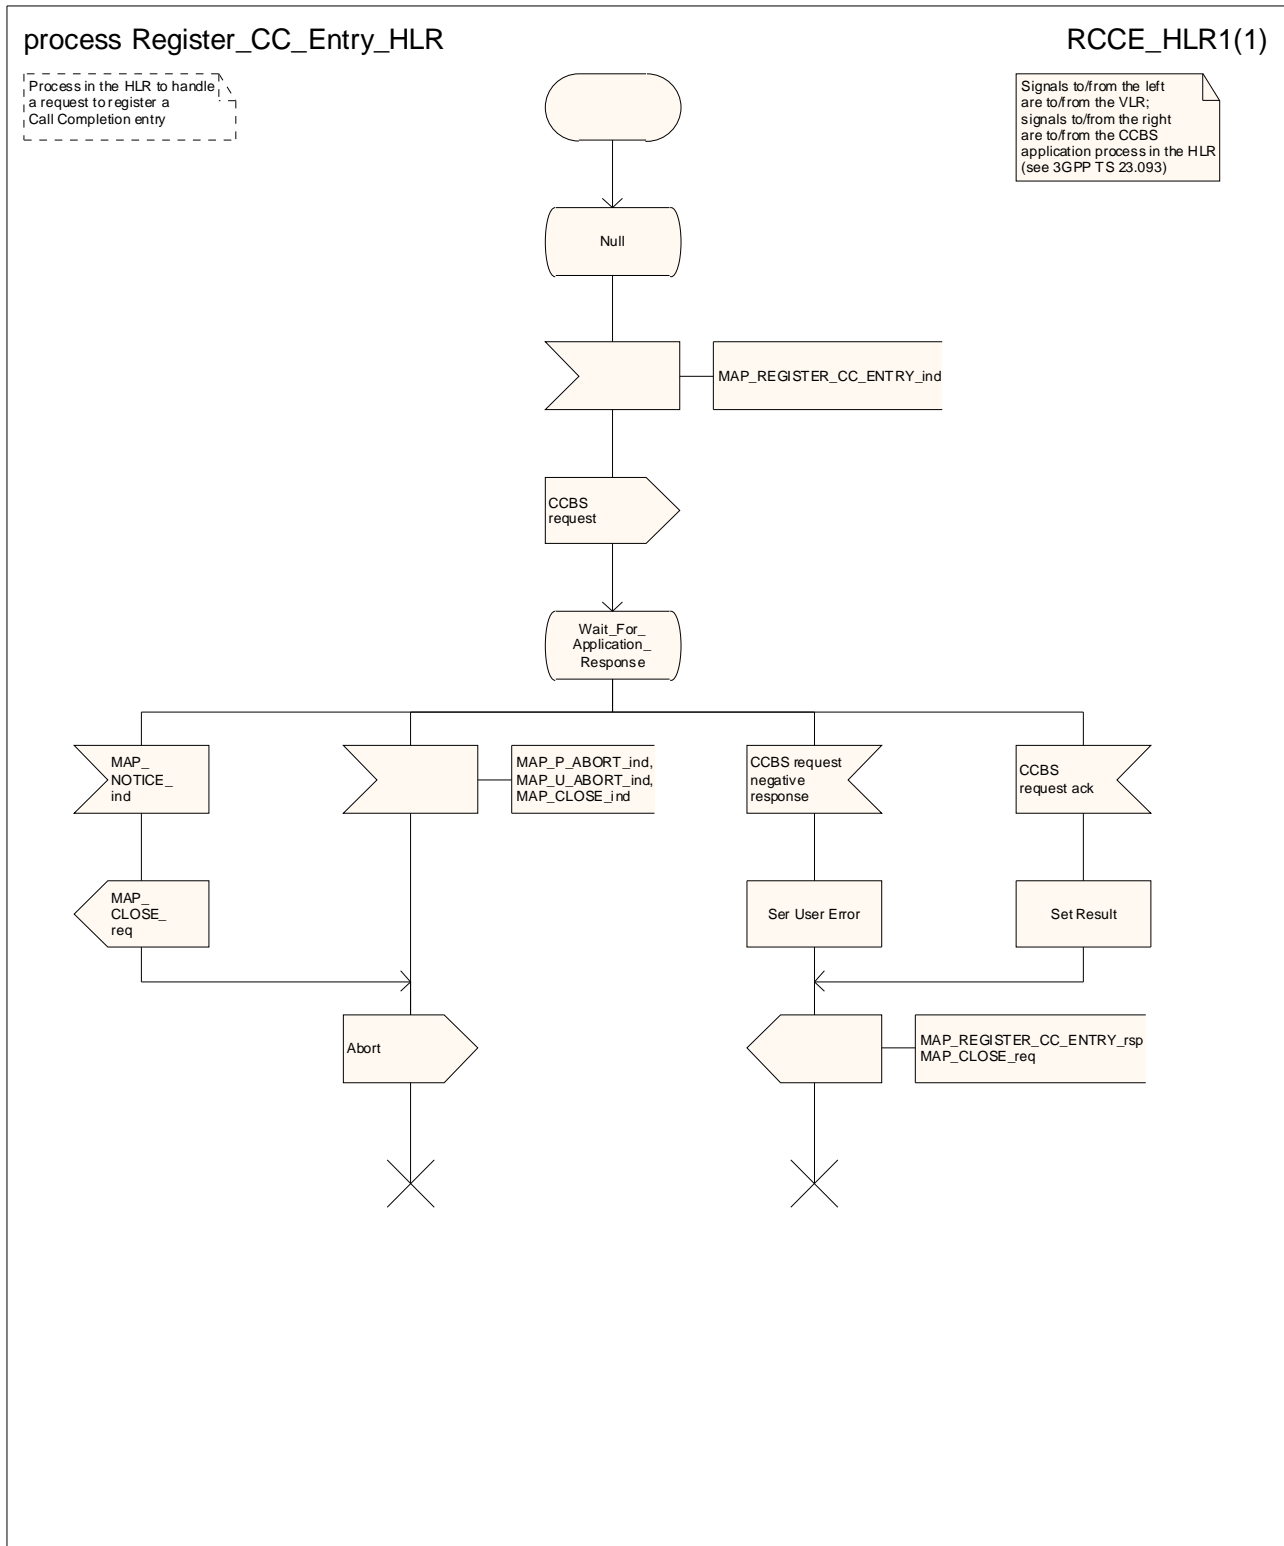 process Register_CC_Entry_HLR
RCCE_HLR1(1)
Process in the HLR to handle
a request to register a
Call Completion entry
Signals to/from the left
are to/from the VLR;
signals to/from the right
are to/from the CCBS
application process in the HLR
(see 3GPP TS 23.093)
Null
MAP_REGISTER_CC_ENTRY_ind
CCBS
request
Wait_For_
Application_
Response
MAP_
NOTICE_
ind
MAP_P_ABORT_ind,
MAP_U_ABORT_ind,
MAP_CLOSE_ind
CCBS request
negative
response
CCBS
request ack
MAP_
CLOSE_
req
Ser User Error
Set Result
Abort
MAP_REGISTER_CC_ENTRY_rsp
MAP_CLOSE_req